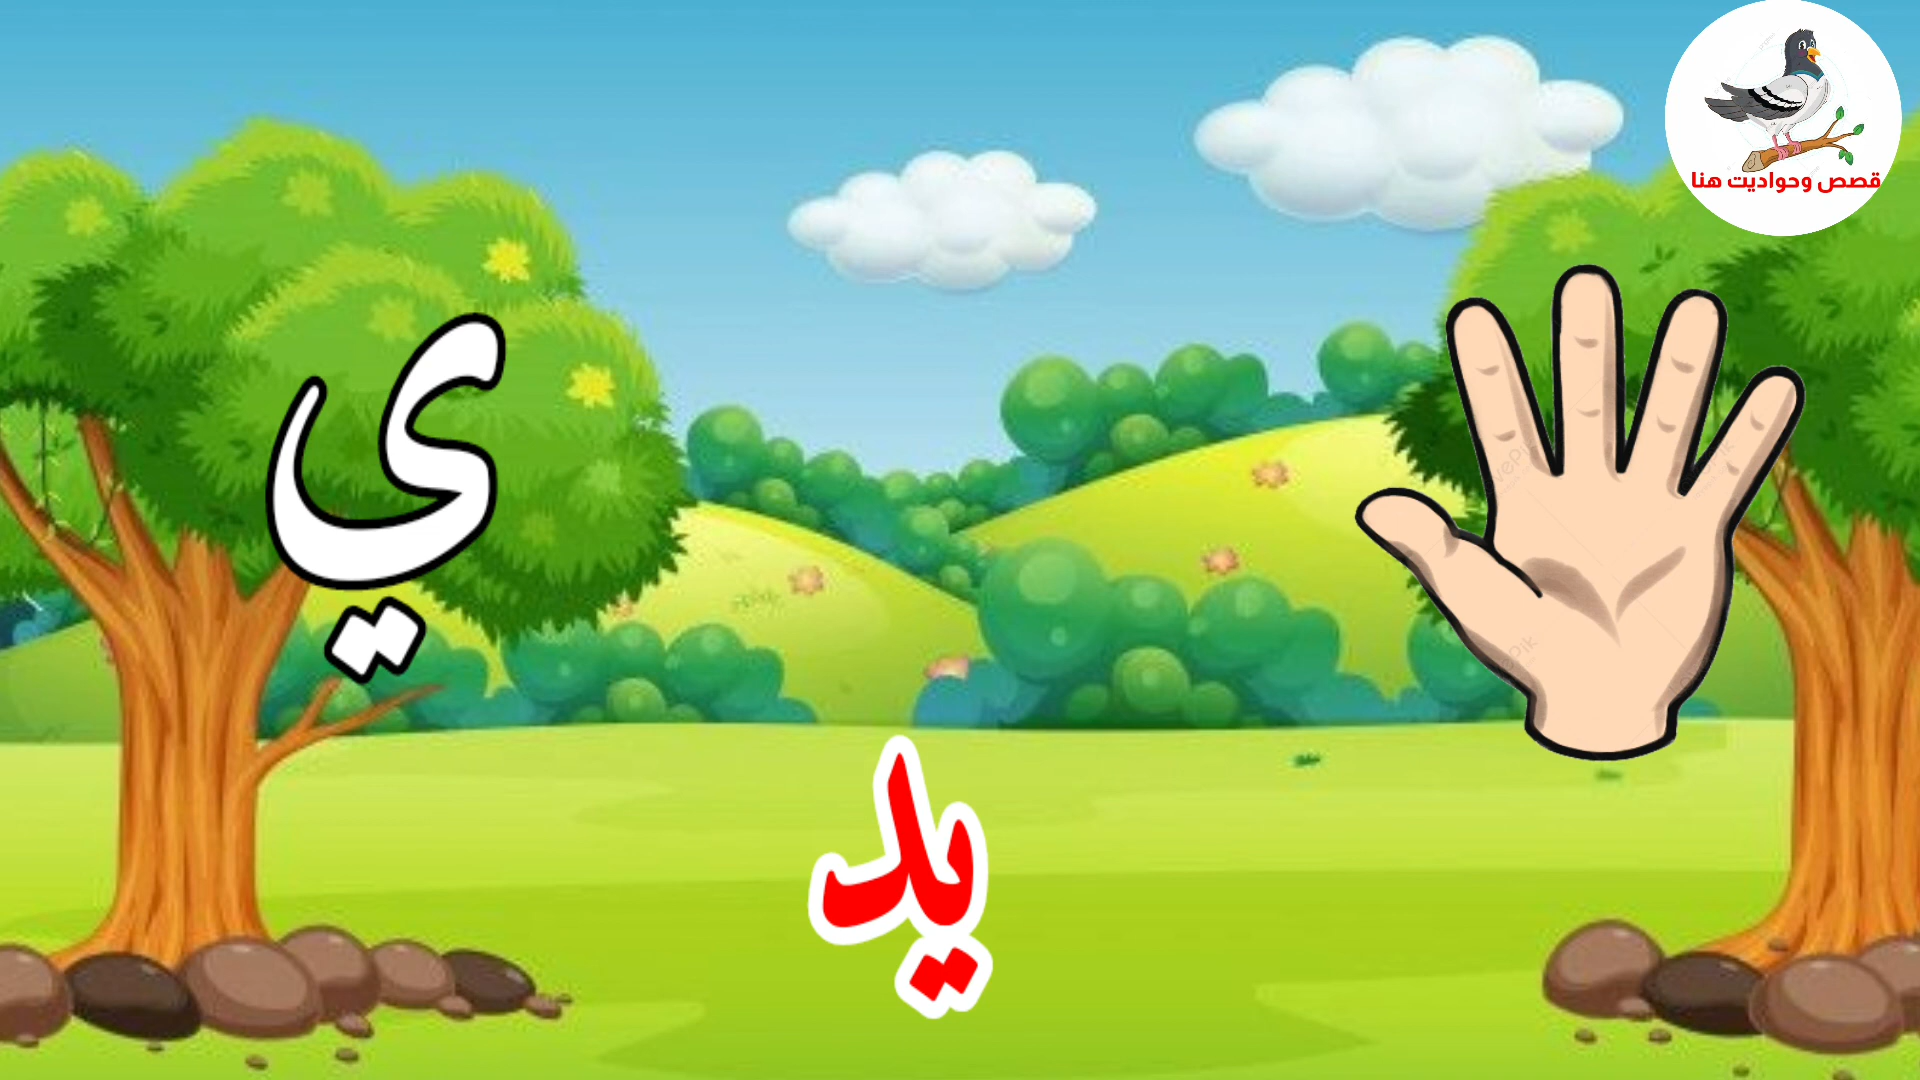 قصص وحواديت هنا
ي
يد